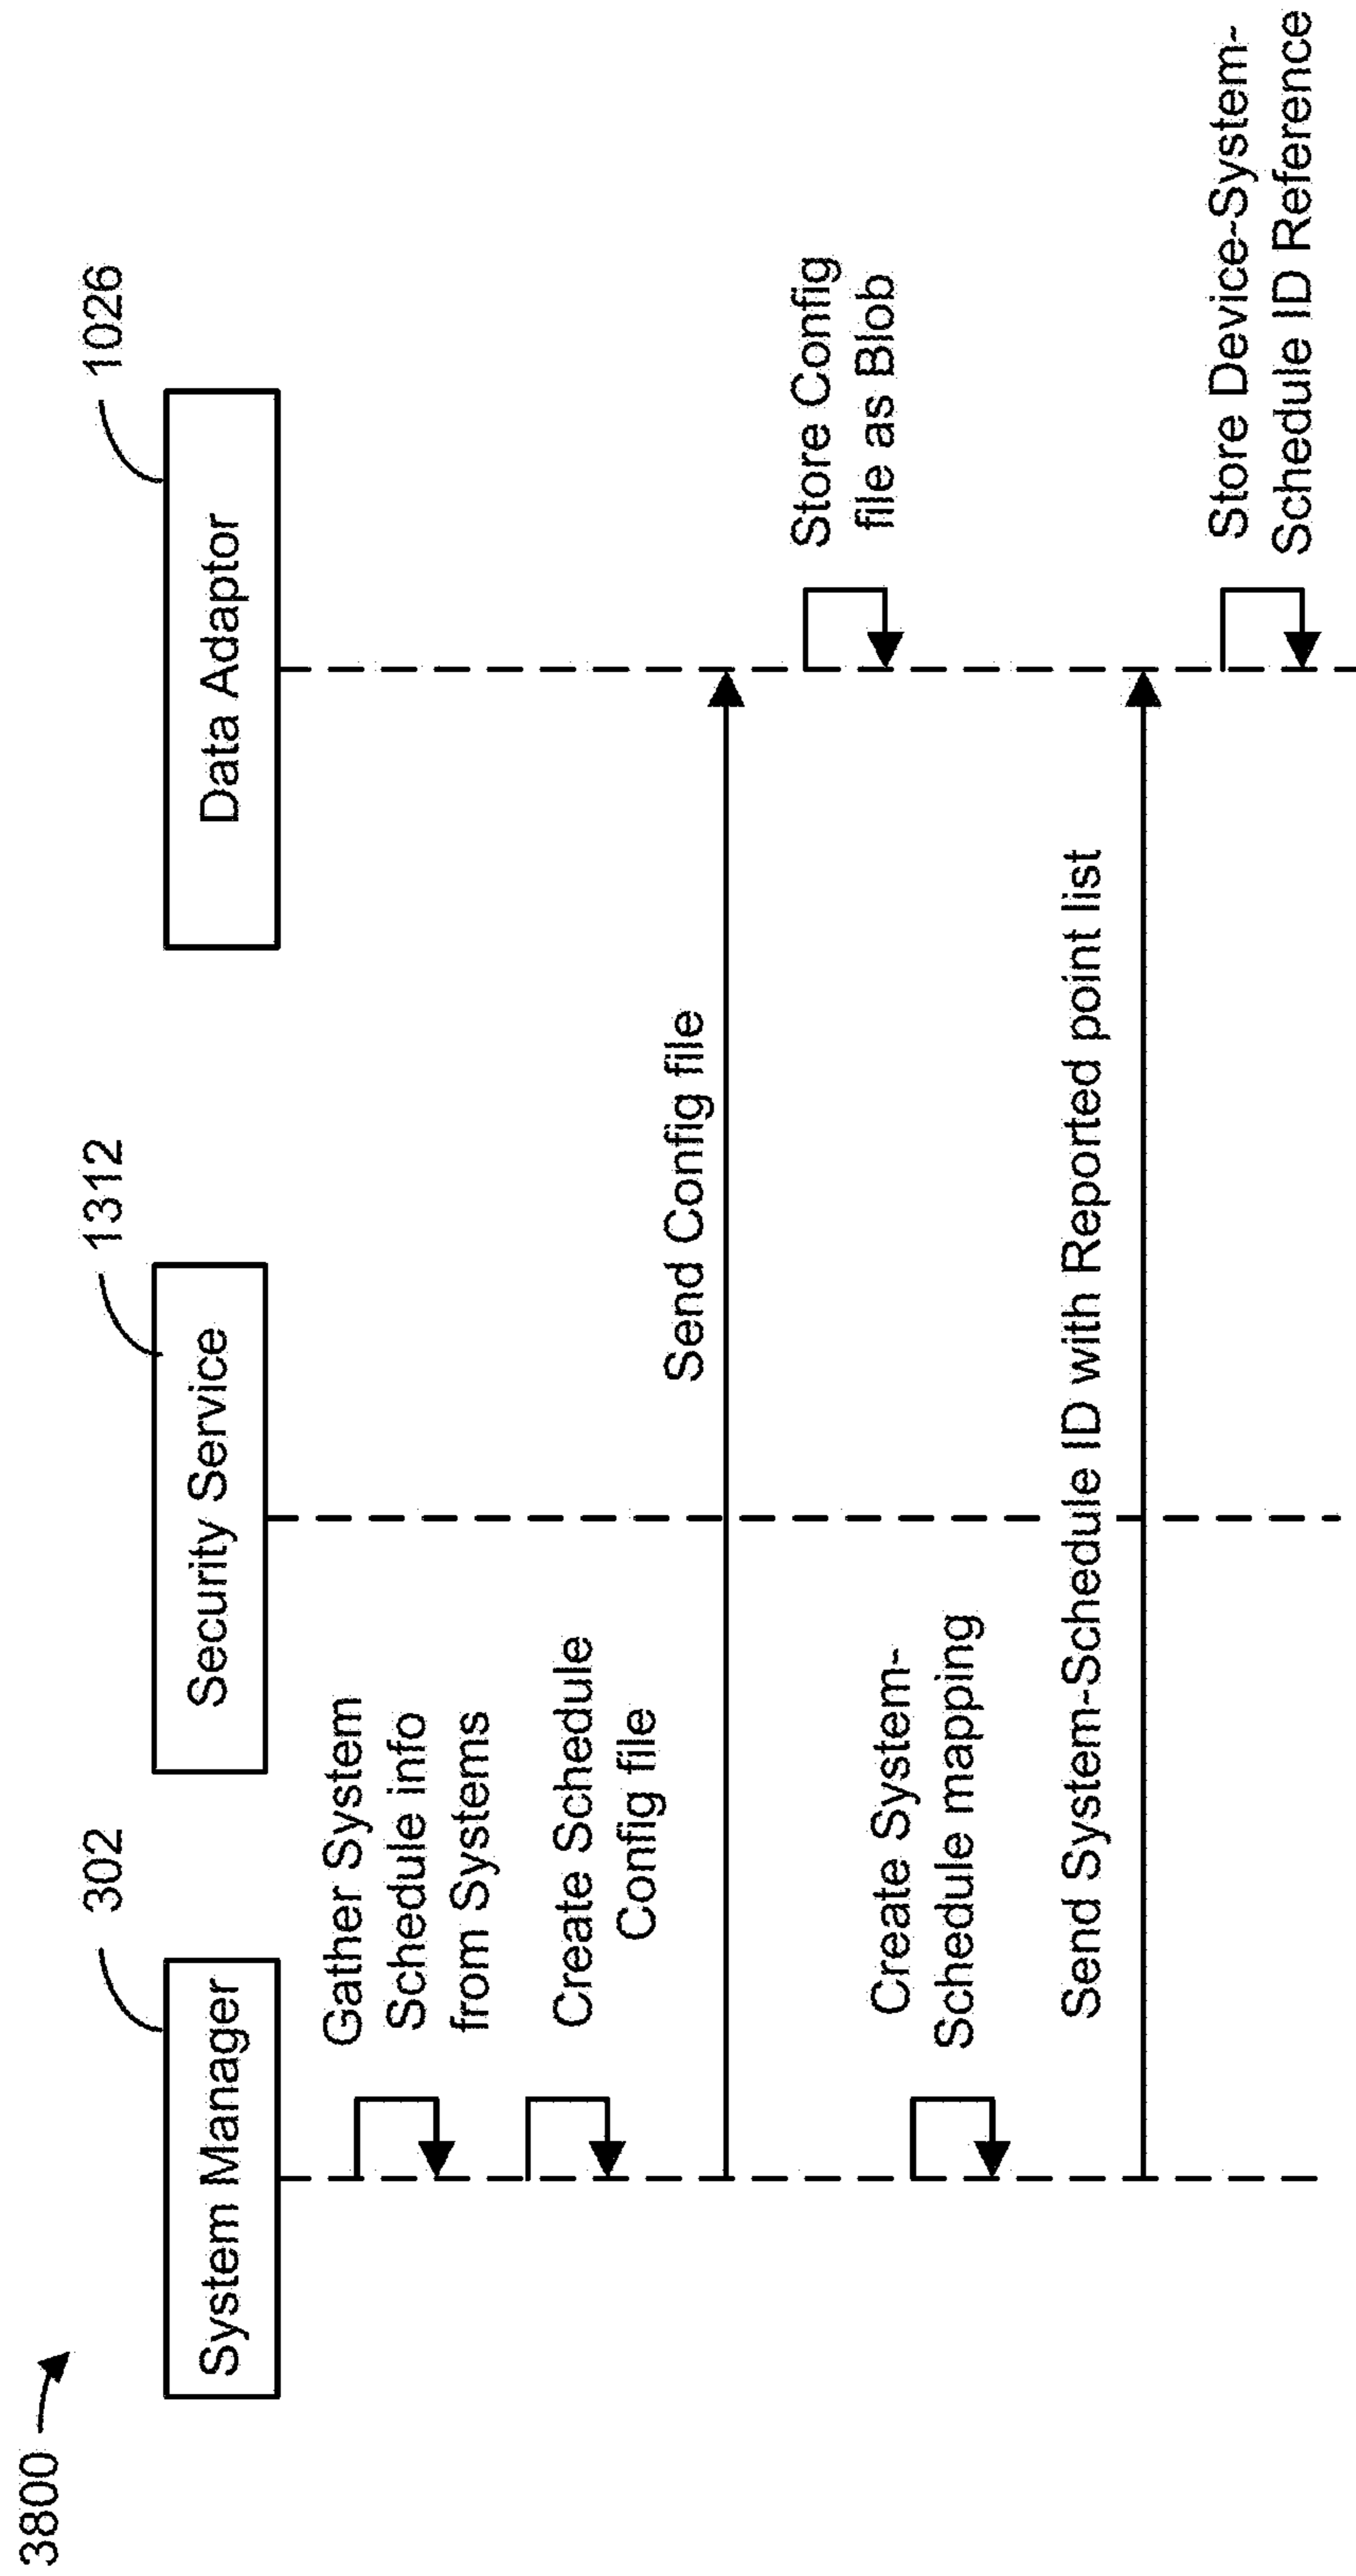 3800
302
1312
1026
System Manager
Security Service
Data Adaptor
Gather System
Schedule info
from Systems
Create Schedule
Config file
Send Config file
Store Config
file as Blob
Create System-
Schedule mapping
Send System-Schedule ID with Reported point list
Store Device-System-
Schedule ID Reference